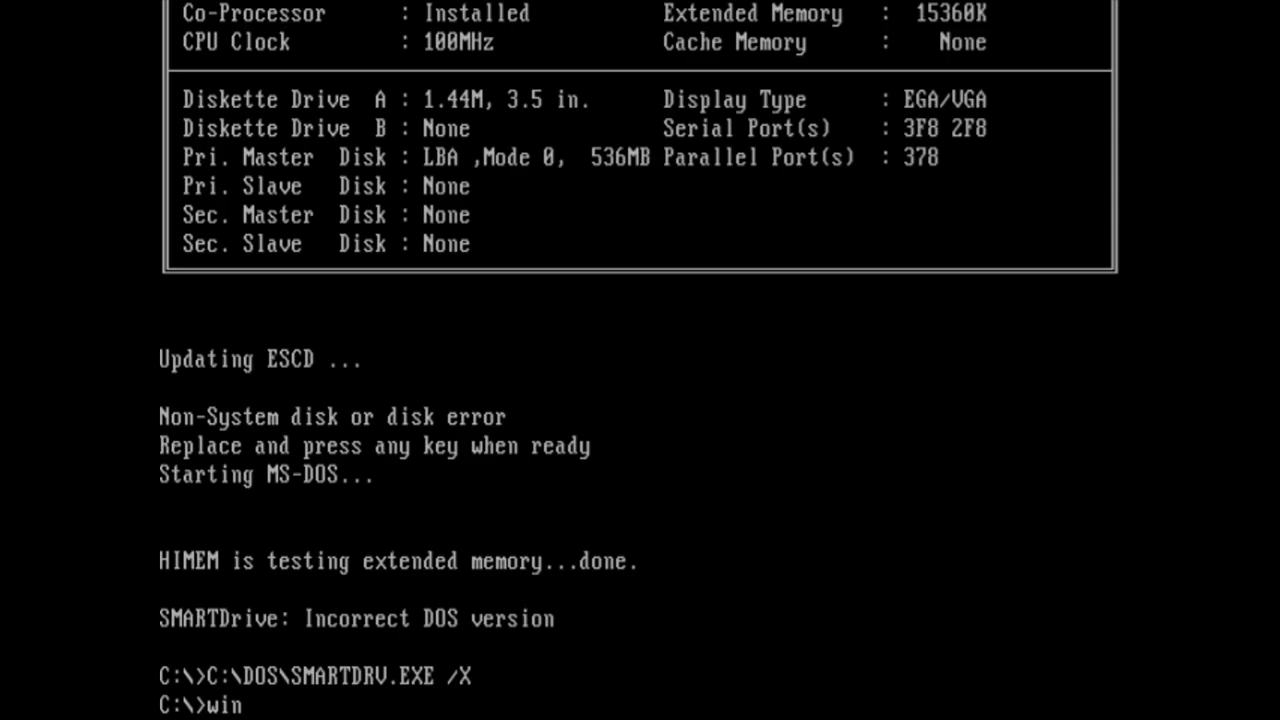 Co-Processor : Installed Extended Memory : 15360K
CPU Clock : 100MHz Cache Memory : None
Diskette Drive A : 1.44M, 3.5 in. Display Type : EGA/VGA
Diskette Drive B : None Serial Port(s) : 3F8 2F8
Pri. Master Disk : LBA ,Mode 0, 536MB Parallel Port(s) : 378
Pri. Slave Disk : None
Sec. Master Disk : None
Sec. Slave Disk : None
Updating ESCD ...
Non-System disk or disk error
Replace and press any key when ready
Starting MS-DOS...
HIMEM is testing extended memory...done.
SMARTDrive: Incorrect DOS version
C:\>C:\DOS\SMARTDRV.EXE /X
C:\>win